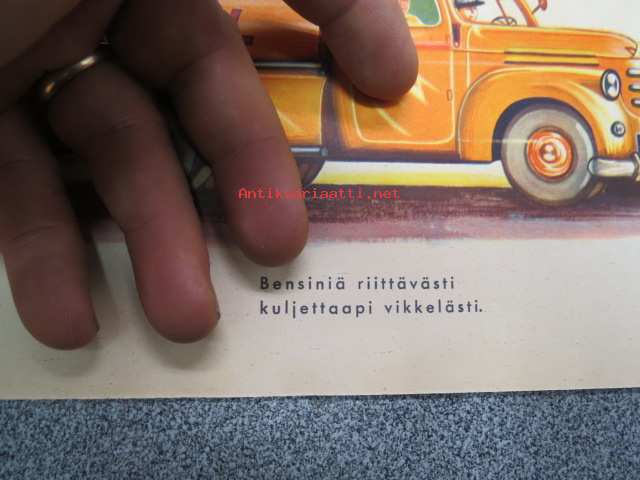 Antikvariaatti.net
Bensiniä riittävästi
kuljettaapi vikkelästi.